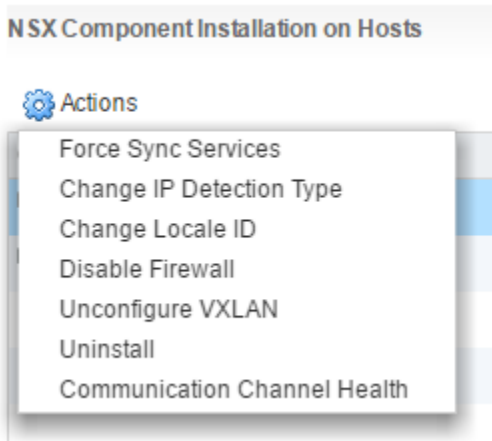 NSX Component Installation on Hosts
Actions
Force Sync Services
Change IP Detection Type
Change Locale ID
Disable Firewall
Unconfigure VXLAN
Uninstall
Communication Channel Health